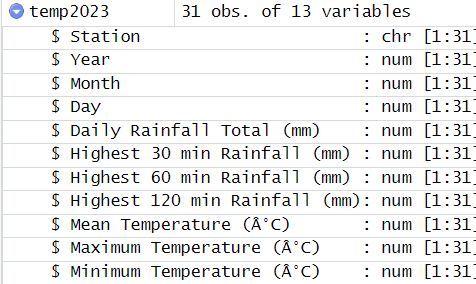 temp2023 31 obs. of 13 variables
$ Station : chr [1:31]
$ Year : num [1:31]
$ Month : num [1:31]
$ Day : num [1:31]
$ Daily Rainfall Total (mm) : num [1:31]
$ Highest 30 min Rainfall (mm) : num [1:31]
$ Highest 60 min Rainfall (mm) : num [1:31]
$ Highest 120 min Rainfall (mm): num [1:31]
$ Mean Temperature (Â°C) : num [1:31]
$ Maximum Temperature (Â°C) : num [1:31]
$ Minimum Temperature (Â°C) : num [1:31]